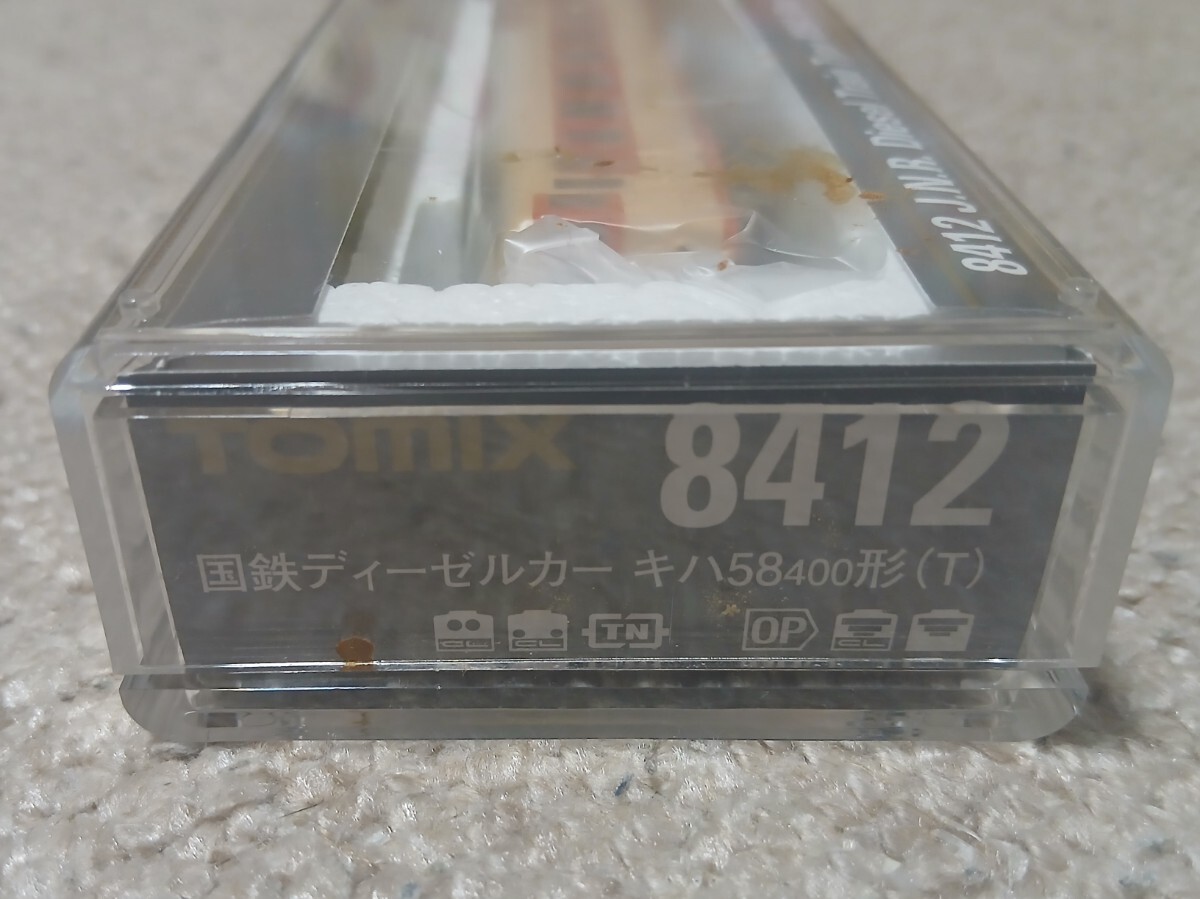 8412 J.N.R. Diesel
TOMIX 8412
国鉄ディーゼルカー キハ58400形(T)
TN OP